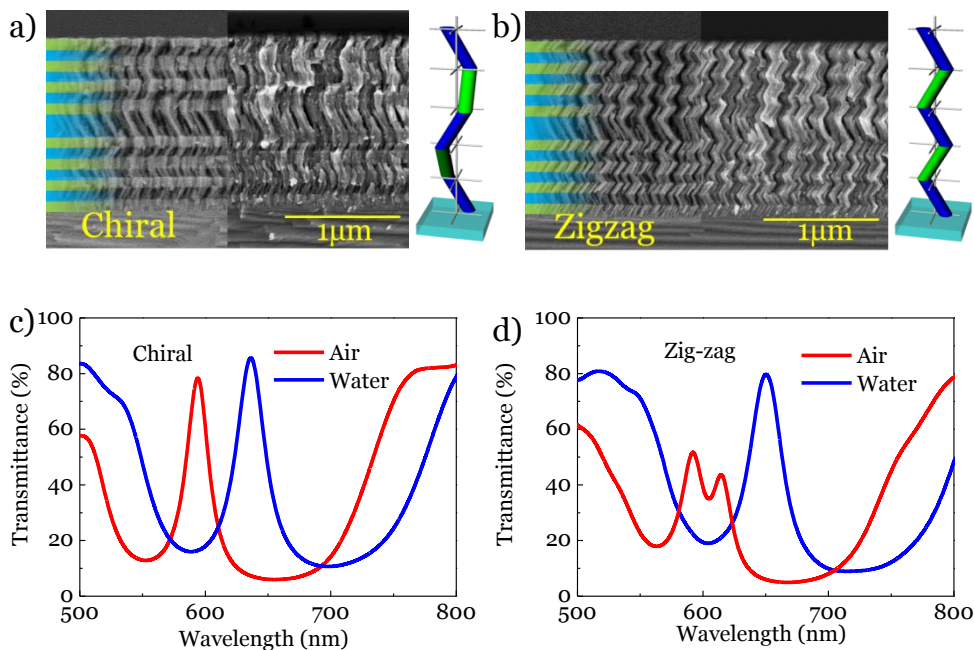 a)
Chiral
1µm
b)
Zigzag
1µm
c)
Transmittance (%)
100
80
60
40
20
0
Chiral
Air
Water
500
600
700
800
Wavelength (nm)
d)
Transmittance (%)
100
80
60
40
20
0
Zig-zag
Air
Water
500
600
700
800
Wavelength (nm)